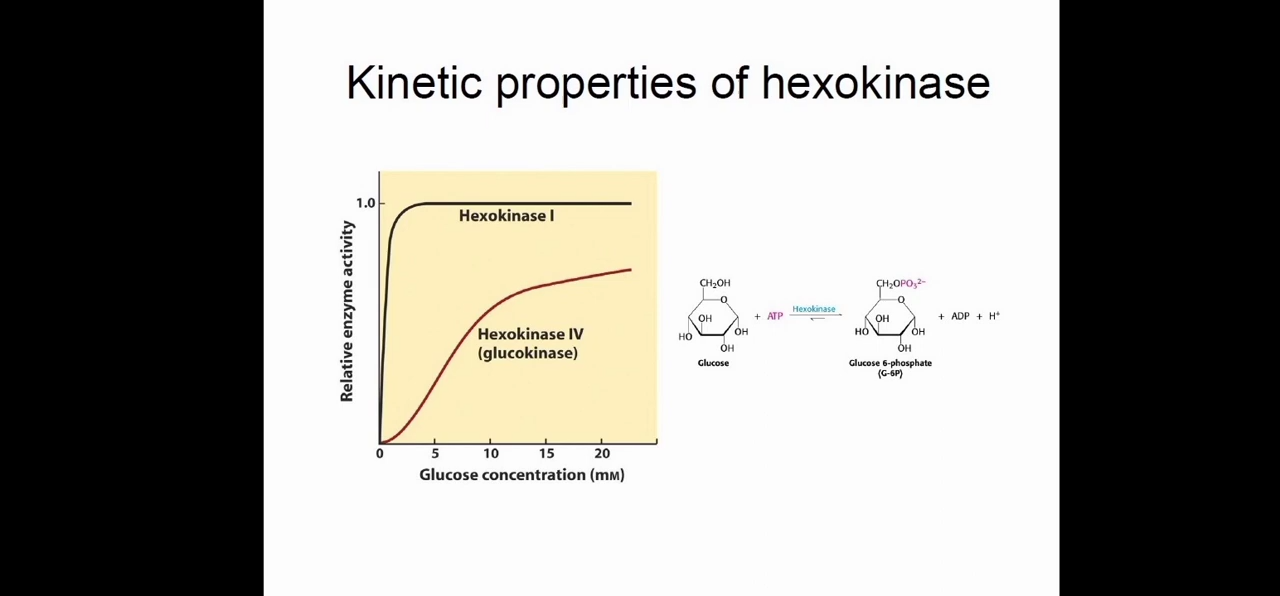 Kinetic properties of hexokinase
1.0
Hexokinase I
Hexokinase IV
(glucokinase)
Relative enzyme activity
0 5 10 15 20
Glucose concentration (mM)
CH₂OH
O
OH
HO
OH
OH
Glucose
+ ATP
Hexokinase
CH₂OPO₃²⁻
O
OH
HO
OH
OH
Glucose 6-phosphate
(G-6P)
+ ADP + H⁺